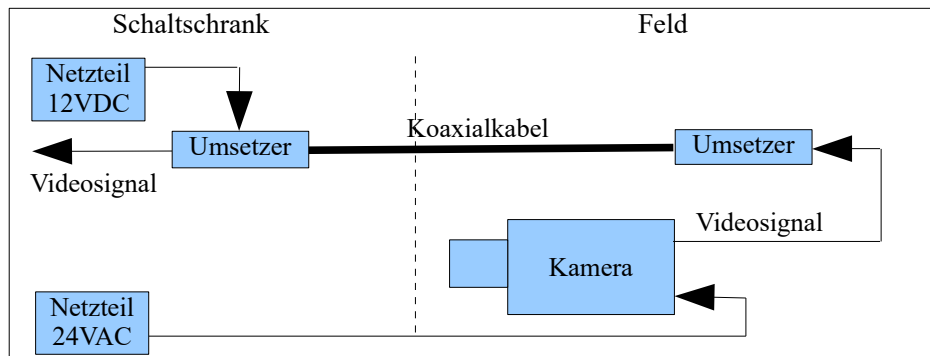 Schaltschrank
Feld
Netzteil
12VDC
Koaxialkabel
Umsetzer
Umsetzer
Videosignal
Videosignal
Kamera
Netzteil
24VAC